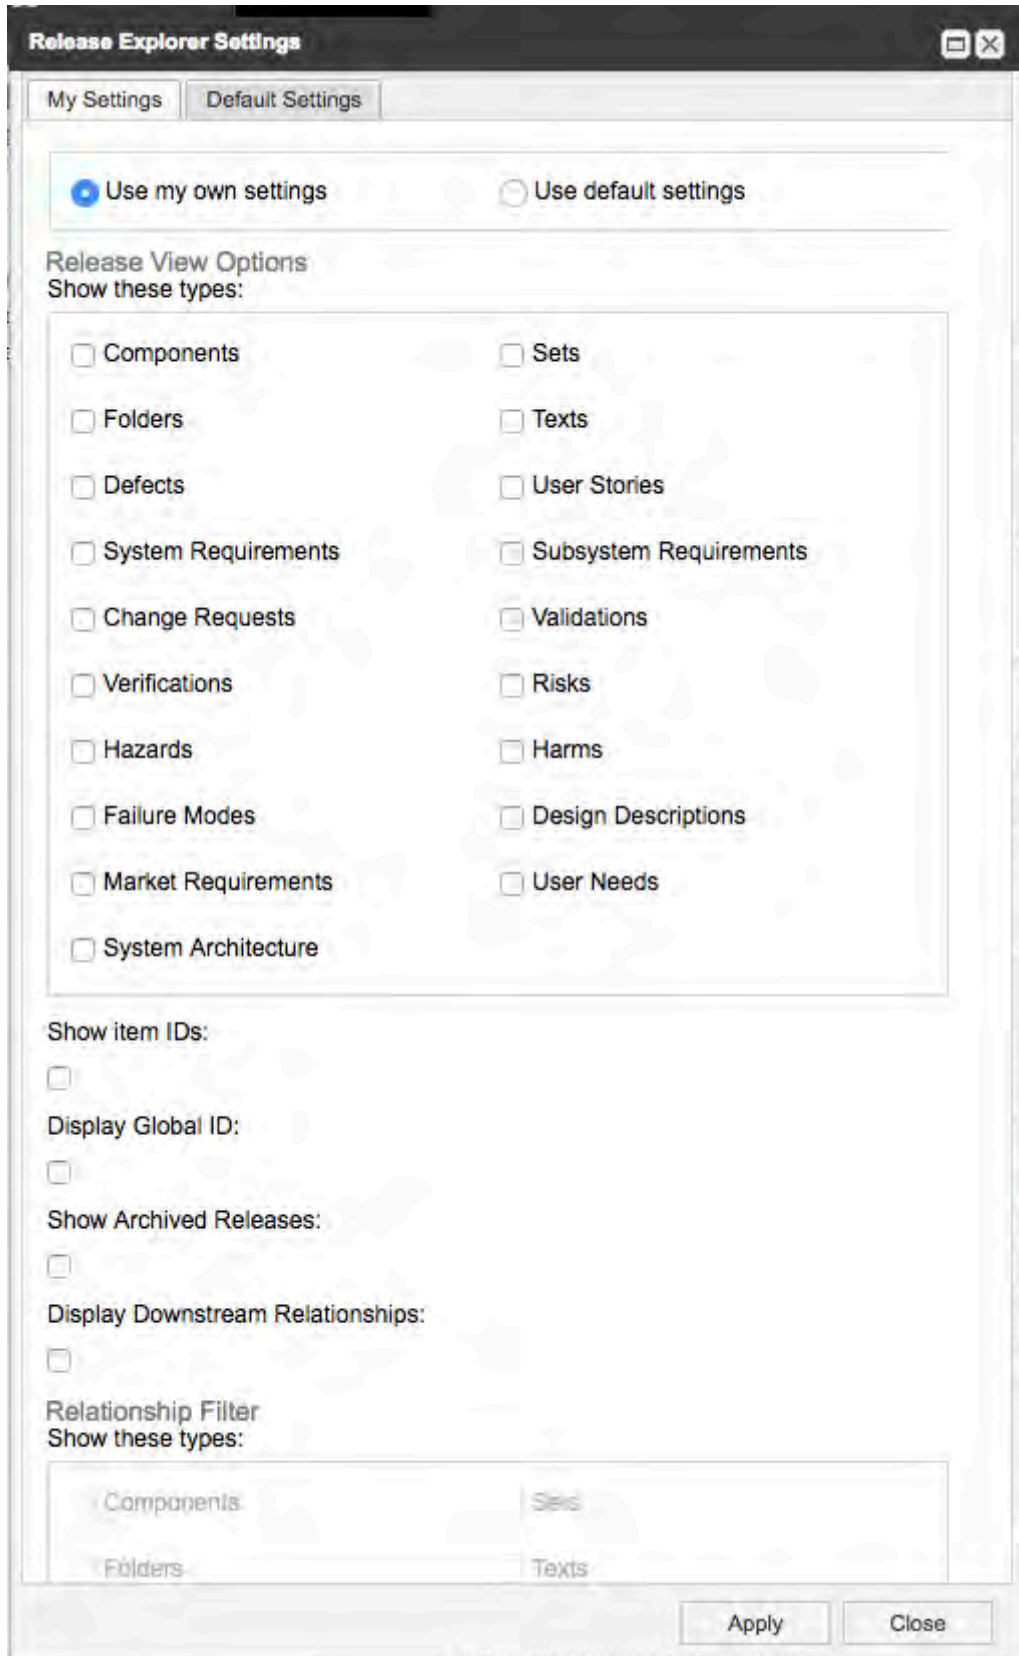 Release Explorer Settings
My Settings Default Settings
Use my own settings Use default settings
Release View Options
Show these types:
Components Sets
Folders Texts
Defects User Stories
System Requirements Subsystem Requirements
Change Requests Validations
Verifications Risks
Hazards Harms
Failure Modes Design Descriptions
Market Requirements User Needs
System Architecture
Show item IDs:
Display Global ID:
Show Archived Releases:
Display Downstream Relationships:
Relationship Filter
Show these types:
Components Sets
Folders Texts
Apply Close